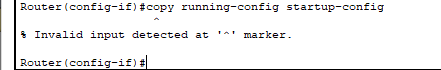 Router(config-if)#copy running-config startup-config
^
% Invalid input detected at '^' marker.
Router(config-if)#